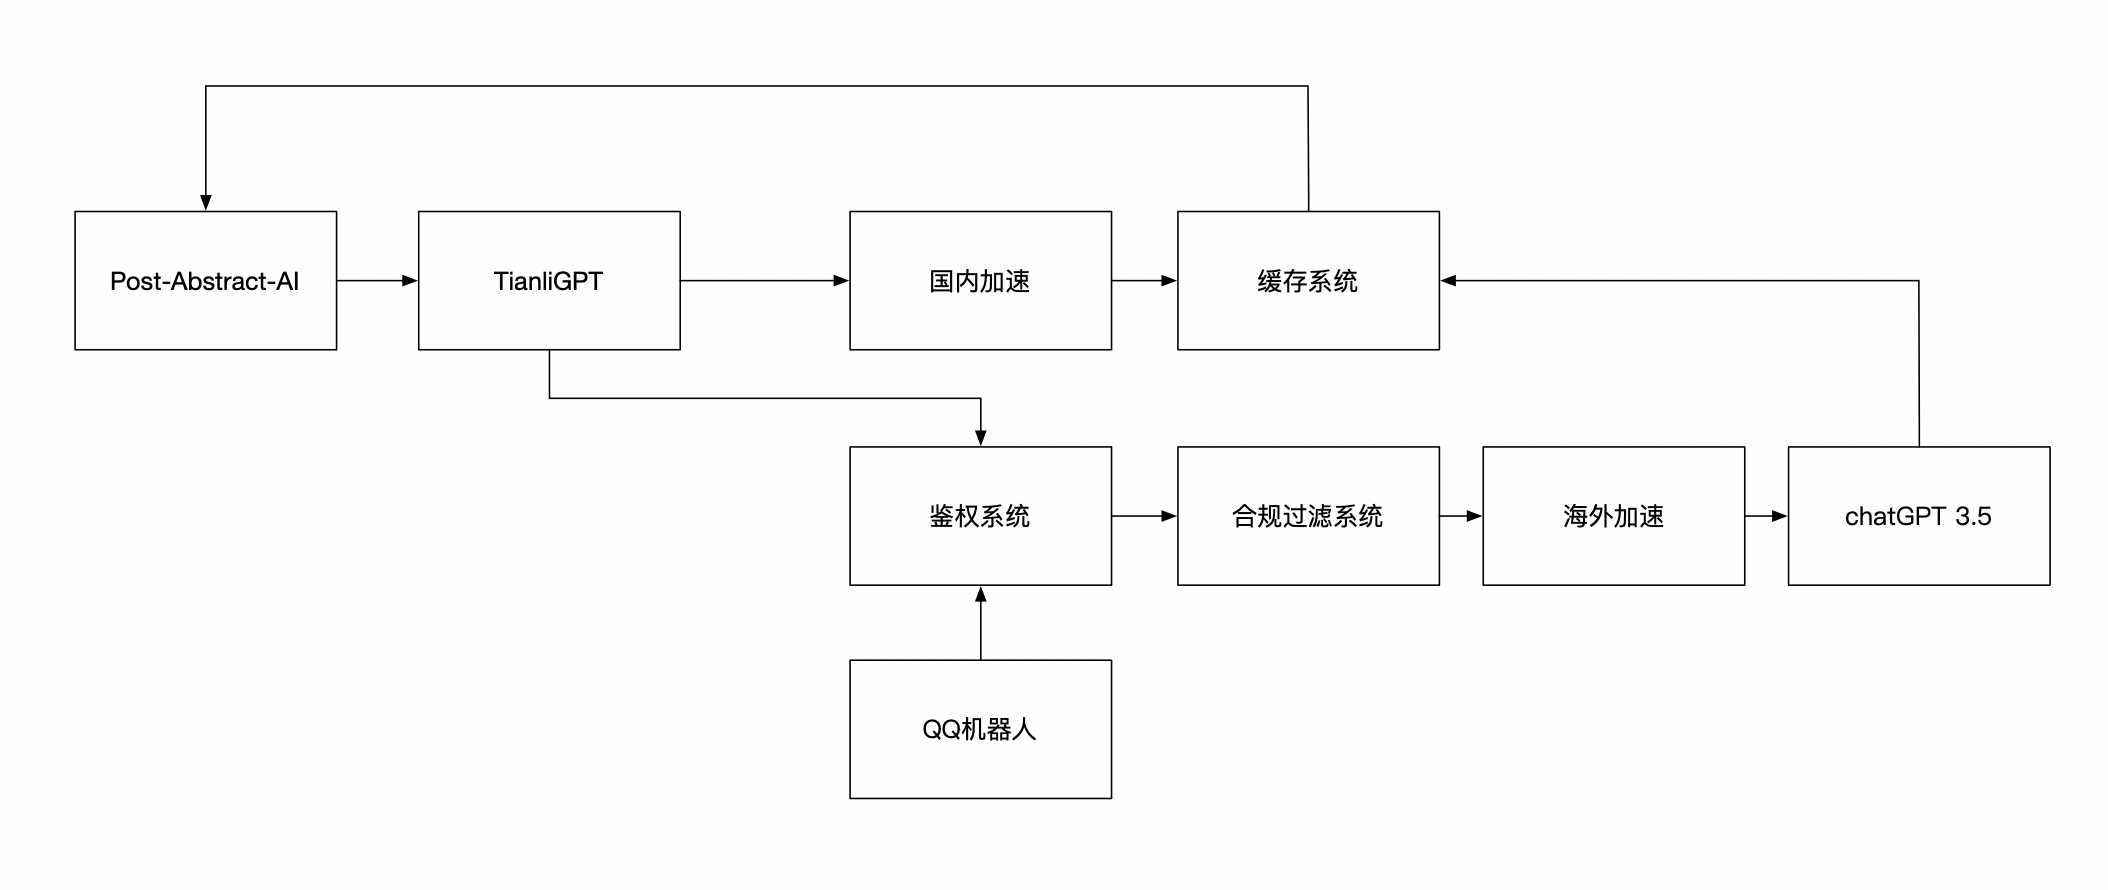 Post-Abstract-AI
TianliGPT
国内加速
缓存系统
鉴权系统
合规过滤系统
海外加速
chatGPT 3.5
QQ机器人